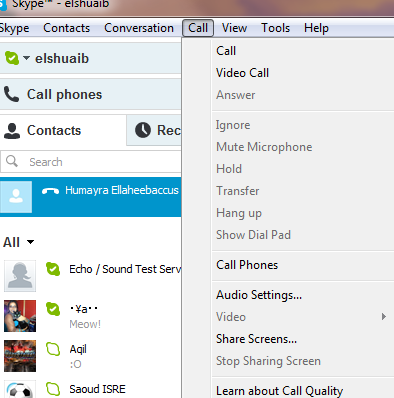 Skype™ - elshuaib
Skype Contacts Conversation Call View Tools Help
elshuaib
Call phones
Contacts
Rec
Search
Humayra Ellaheebaccus
All
Echo / Sound Test Serv
·¥a··
Meow!
Aqil
:O
Saoud ISRE
Call
Video Call
Answer
Ignore
Mute Microphone
Hold
Transfer
Hang up
Show Dial Pad
Call Phones
Audio Settings...
Video
Share Screens...
Stop Sharing Screen
Learn about Call Quality